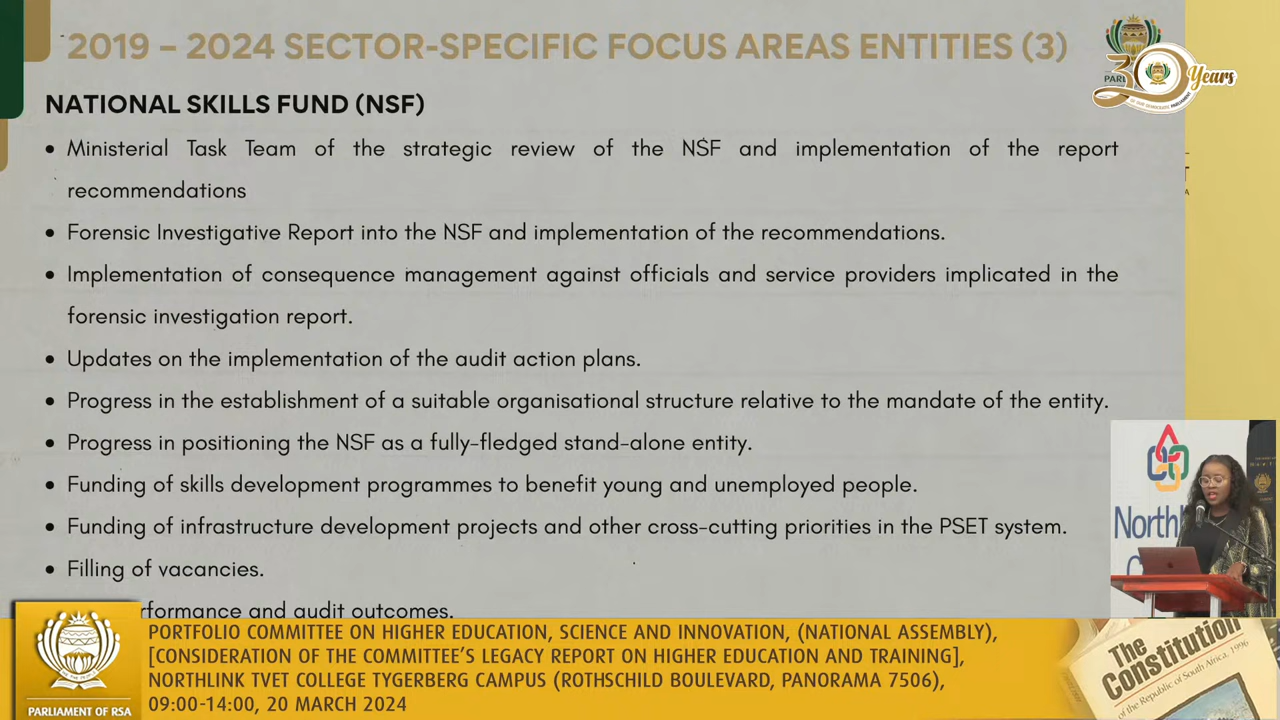 2019 – 2024 SECTOR-SPECIFIC FOCUS AREAS ENTITIES (3)
30 Years
NATIONAL SKILLS FUND (NSF)
• Ministerial Task Team of the strategic review of the NSF and implementation of the report
recommendations
• Forensic Investigative Report into the NSF and implementation of the recommendations.
• Implementation of consequence management against officials and service providers implicated in the
forensic investigation report.
• Updates on the implementation of the audit action plans.
• Progress in the establishment of a suitable organisational structure relative to the mandate of the entity.
• Progress in positioning the NSF as a fully-fledged stand-alone entity.
• Funding of skills development programmes to benefit young and unemployed people.
• Funding of infrastructure development projects and other cross-cutting priorities in the PSET system.
• Filling of vacancies.
rformance and audit outcomes.
North
PARLIAMENT OF RSA
PORTFOLIO COMMITTEE ON HIGHER EDUCATION, SCIENCE AND INNOVATION, (NATIONAL ASSEMBLY),
[CONSIDERATION OF THE COMMITTEE'S LEGACY REPORT ON HIGHER EDUCATION AND TRAINING],
NORTHLINK TVET COLLEGE TYGERBERG CAMPUS (ROTHSCHILD BOULEVARD, PANORAMA 7506),
09:00-14:00, 20 MARCH 2024
The
Constitution
of the Republic of South Africa, 1996